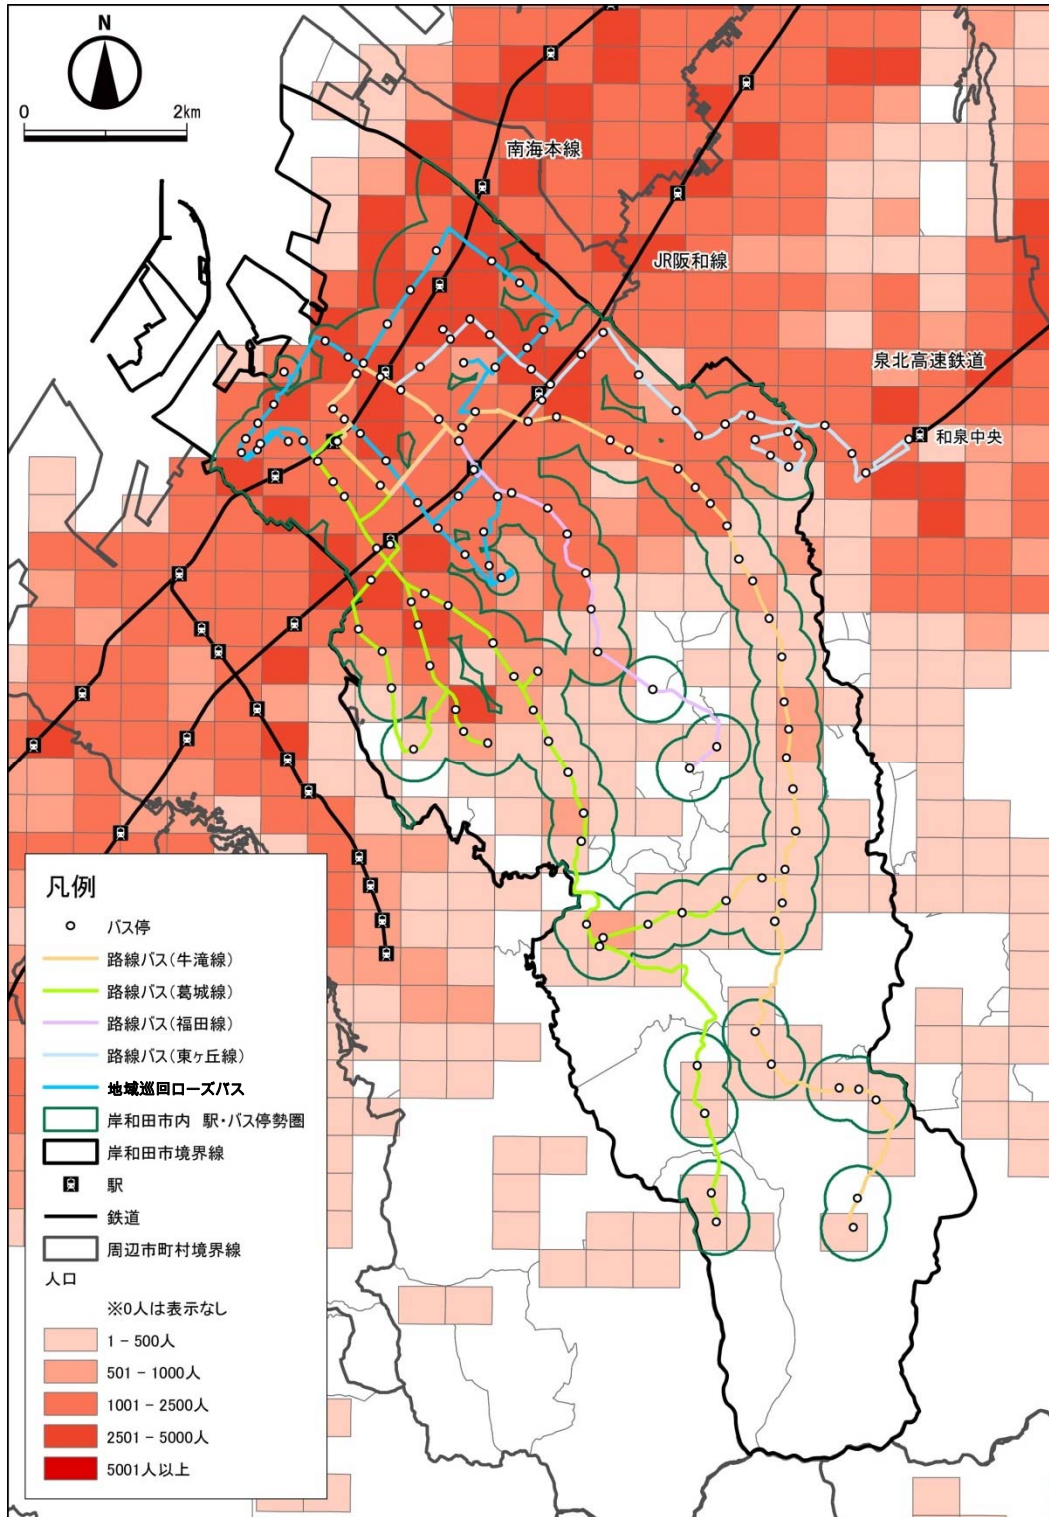 N
0 2km
南海本線
JR阪和線
泉北高速鉄道
和泉中央
凡例
バス停
路線バス(牛滝線)
路線バス(葛城線)
路線バス(福田線)
路線バス(東ヶ丘線)
地域巡回ローズバス
岸和田市内 駅・バス停勢圏
岸和田市境界線
駅
鉄道
周辺市町村境界線
人口
※0人は表示なし
1 - 500人
501 - 1000人
1001 - 2500人
2501 - 5000人
5001人以上